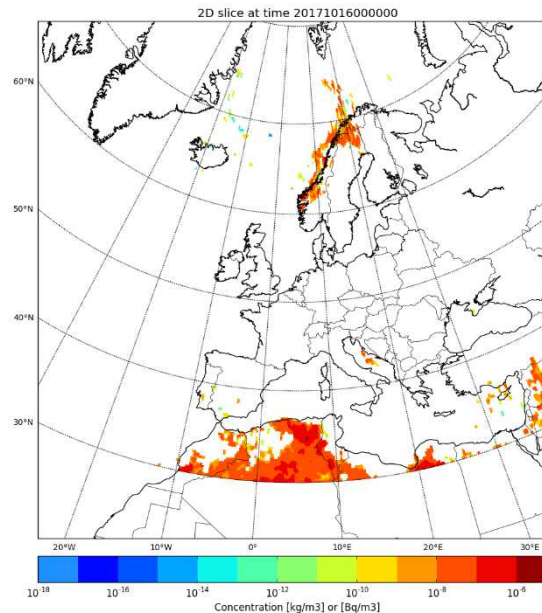 2D slice at time 20171016000000
60°N
50°N
40°N
30°N
20°W 10°W 0° 10°E 20°E 30°E
10^-18 10^-16 10^-14 10^-12 10^-10 10^-8 10^-6
Concentration [kg/m3] or [Bq/m3]